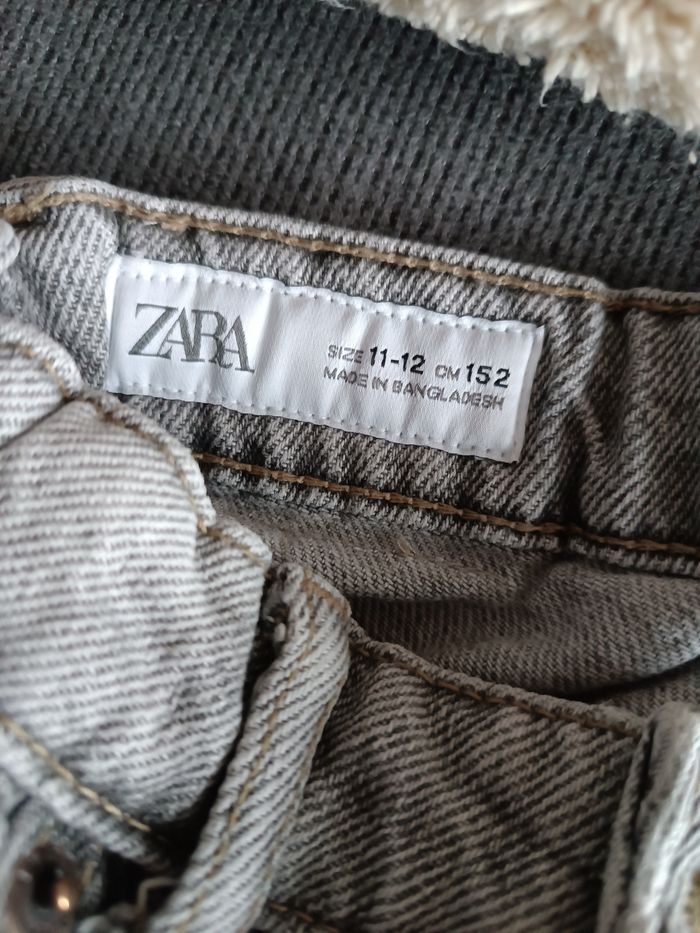 ZARA
SIZE 11-12 CM 152
MADE IN BANGLADESH